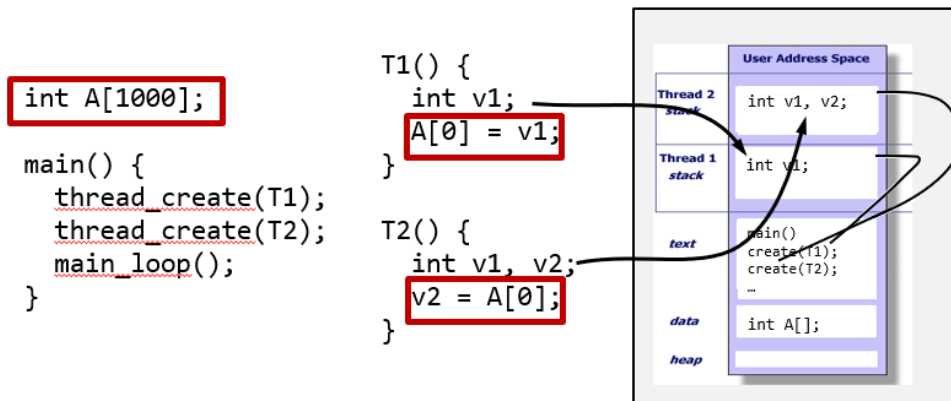 int A[1000];
main() {
thread_create(T1);
thread_create(T2);
main_loop();
}
T1() {
int v1;
A[0] = v1;
}
T2() {
int v1, v2;
v2 = A[0];
}
User Address Space
Thread 2
stack
int v1, v2;
Thread 1
stack
int v1;
text
main()
create(T1);
create(T2);
…
data
int A[];
heap